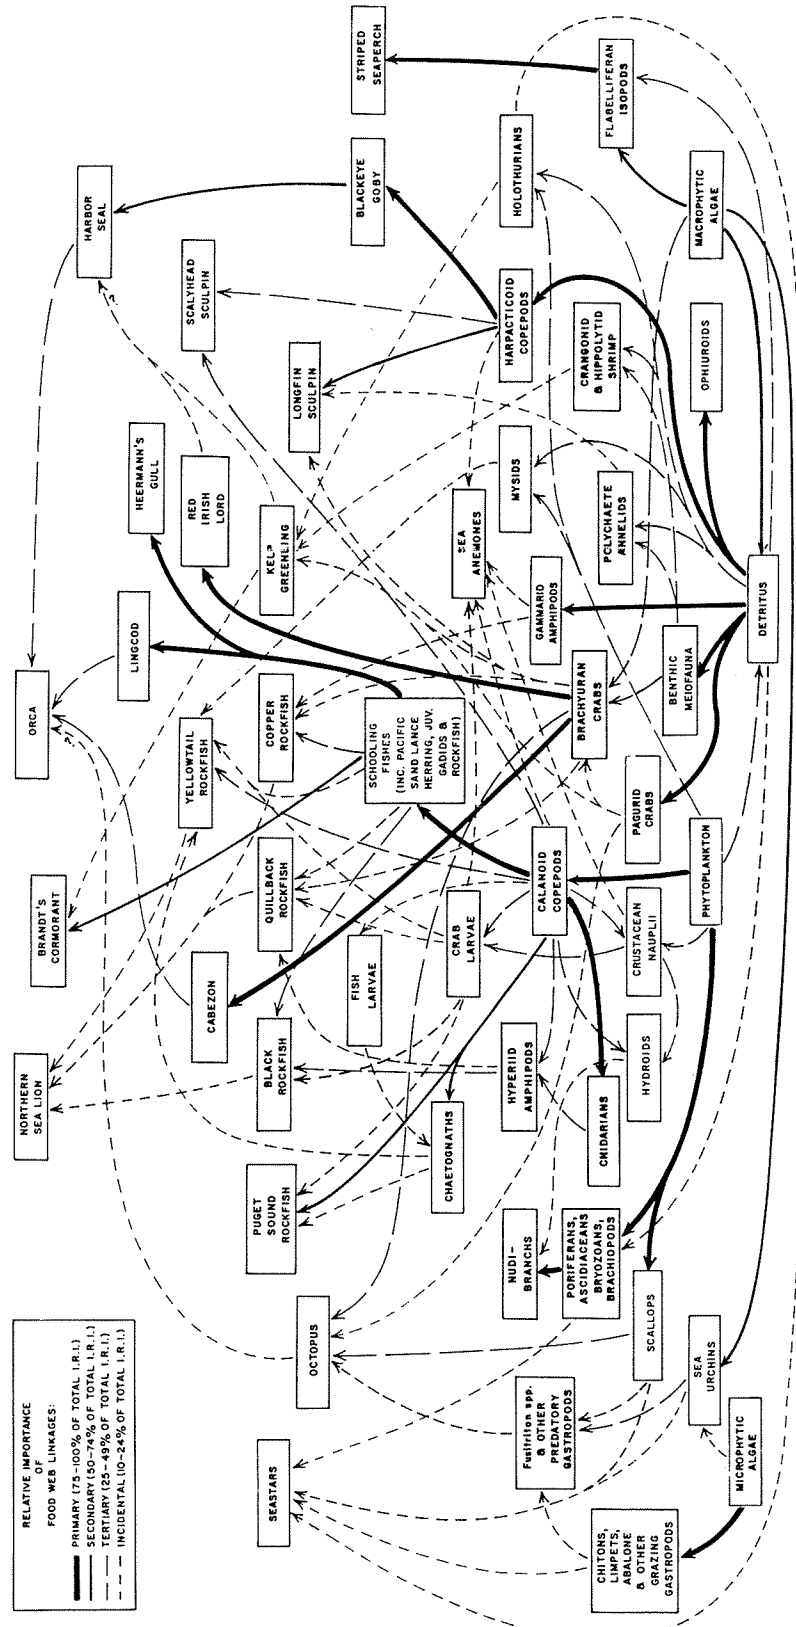 RELATIVE IMPORTANCE
OF
FOOD WEB LINKAGES:
PRIMARY (75-100% OF TOTAL I.R.I.)
SECONDARY (50-74% OF TOTAL I.R.I.)
TERTIARY (25-49% OF TOTAL I.R.I.)
INCIDENTAL (10-24% OF TOTAL I.R.I.)
NORTHERN
SEA LION
BRANDT'S
CORMORANT
ORCA
HARBOR
SEAL
LINGCOD
HEERMANN'S
GULL
CABEZON
YELLOWTAIL
ROCKFISH
RED
IRISH
LORD
SCALYHEAD
SCULPIN
SEASTARS
PUGET
SOUND
ROCKFISH
BLACK
ROCKFISH
QUILLBACK
ROCKFISH
COPPER
ROCKFISH
KELP
GREENLING
LONGFIN
SCULPIN
OCTOPUS
FISH
LARVAE
SCHOOLING
FISHES
(INC. PACIFIC
SAND LANCE
HERRING, JUV.
GADIDS &
ROCKFISH)
BLACKEYE
GOBY
STRIPED
SEAPERCH
CHAETOGNATHS
CRAB
LARVAE
SEA
ANEMONES
Fusitriton spp.
& OTHER
PREDATORY
GASTROPODS
NUDI-
BRANCHS
HYPERIID
AMPHIPODS
CALANOID
COPEPODS
GAMMARID
AMPHIPODS
MYSIDS
HARPACTICOID
COPEPODS
HOLOTHURIANS
CHITONS,
LIMPETS,
ABALONE
& OTHER
GRAZING
GASTROPODS
PORIFERANS,
ASCIDIACEANS
BRYOZOANS,
BRACHIOPODS
CNIDARIANS
BRACHYURAN
CRABS
CRANGONID
& HIPPOLYTID
SHRIMP
SCALLOPS
HYDROIDS
CRUSTACEAN
NAUPLII
PAGURID
CRABS
POLYCHAETE
ANNELIDS
FLABELLIFERAN
ISOPODS
SEA
URCHINS
PHYTOPLANKTON
BENTHIC
MEIOFAUNA
OPHIUROIDS
MACROPHYTIC
ALGAE
MICROPHYTIC
ALGAE
DETRITUS
?
?